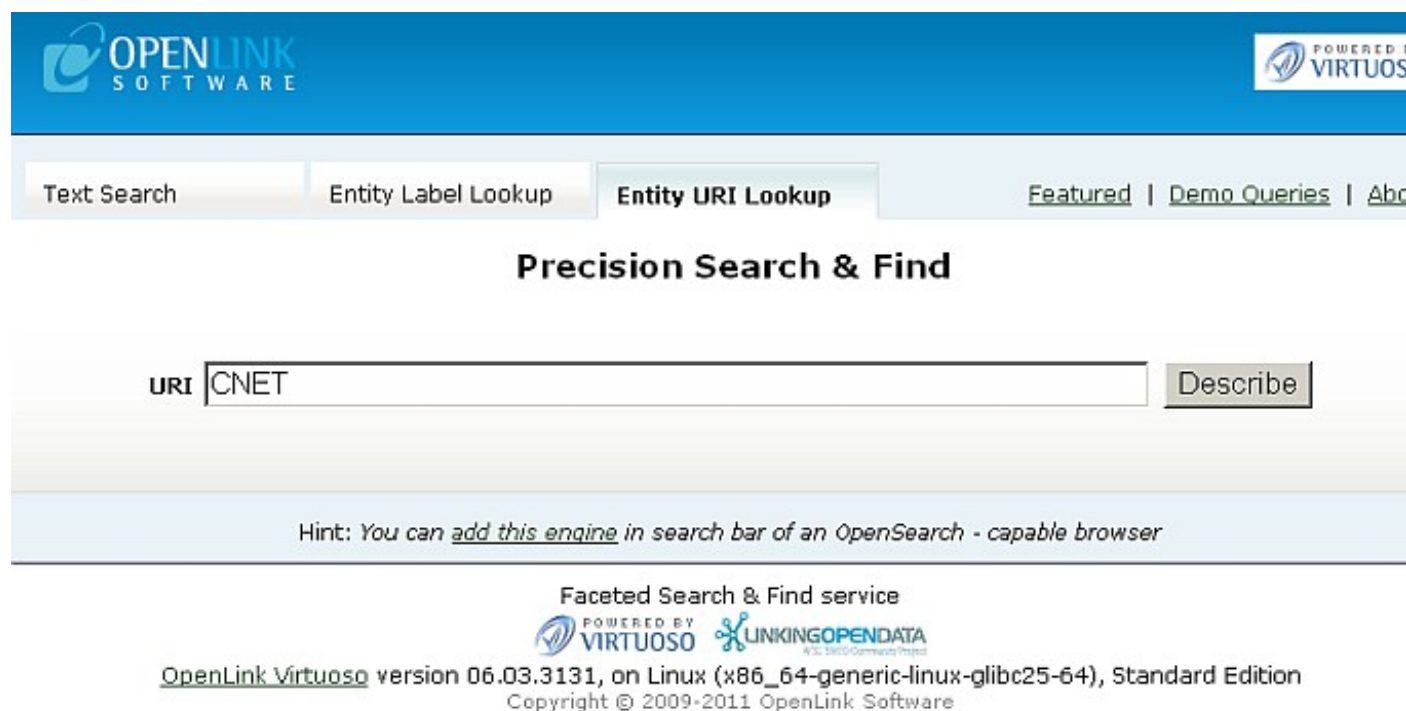 OPENLINK
SOFTWARE
POWERED
VIRTUOS
Text Search
Entity Label Lookup
Entity URI Lookup
Featured | Demo Queries | Abo
Precision Search & Find
URI CNET Describe
Hint: You can add this engine in search bar of an OpenSearch - capable browser
Faceted Search & Find service
POWERED BY
VIRTUOSO
LINKINGOPENDATA
OpenLink Virtuoso version 06.03.3131, on Linux (x86_64-generic-linux-glibc25-64), Standard Edition
Copyright © 2009-2011 OpenLink Software